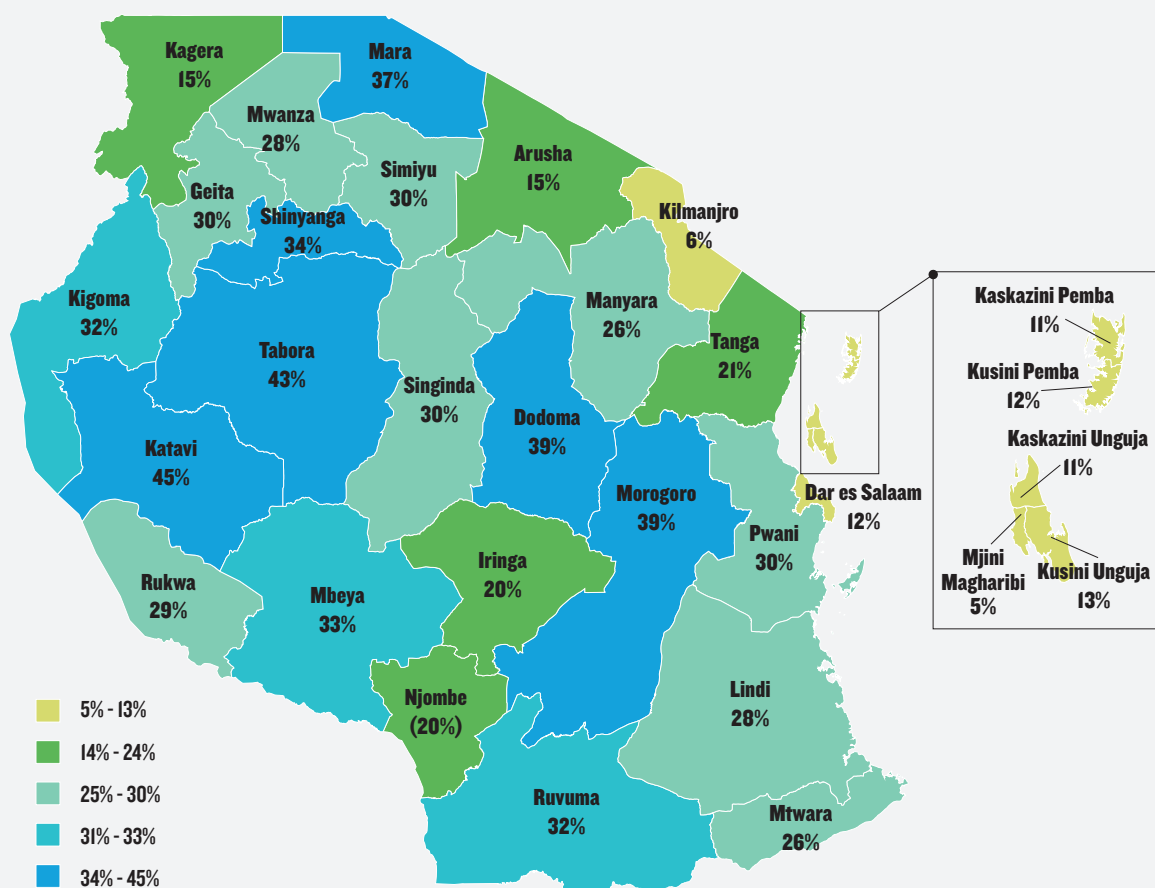 Kagera
15%
Mara
37%
Mwanza
28%
Simiyu
30%
Arusha
15%
Geita
30%
Shinyanga
34%
Kilmanjro
6%
Kigoma
32%
Tabora
43%
Singinda
30%
Manyara
26%
Tanga
21%
Dodoma
39%
Katavi
45%
Morogoro
39%
Dar es Salaam
12%
Pwani
30%
Rukwa
29%
Mbeya
33%
Iringa
20%
Njombe
(20%)
Lindi
28%
Ruvuma
32%
Mtwara
26%
Kaskazini Pemba
11%
Kusini Pemba
12%
Kaskazini Unguja
11%
Mjini
Magharibi
5%
Kusini Unguja
13%
5% - 13%
14% - 24%
25% - 30%
31% - 33%
34% - 45%